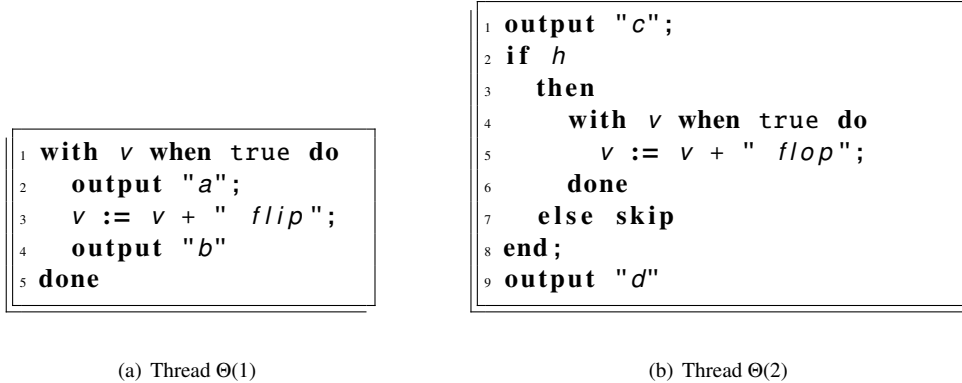 1 with v when true do
2 output "a";
3 v := v + " flip";
4 output "b"
5 done
(a) Thread Θ(1)
1 output "c";
2 if h
3 then
4 with v when true do
5 v := v + " flop";
6 done
7 else skip
8 end;
9 output "d"
(b) Thread Θ(2)